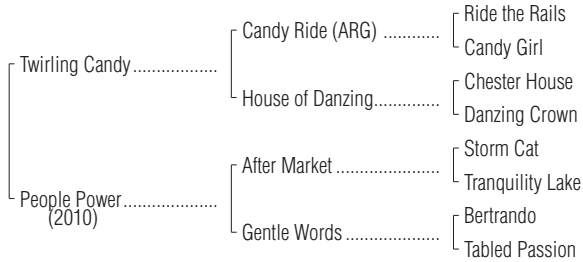 Ride the Rails
Candy Ride (ARG) ............
Candy Girl
Twirling Candy..................
Chester House
House of Danzing..............
Danzing Crown
Storm Cat
After Market ................
Tranquility Lake
People Power....................
(2010)
Bertrando
Gentle Words ....................
Tabled Passion